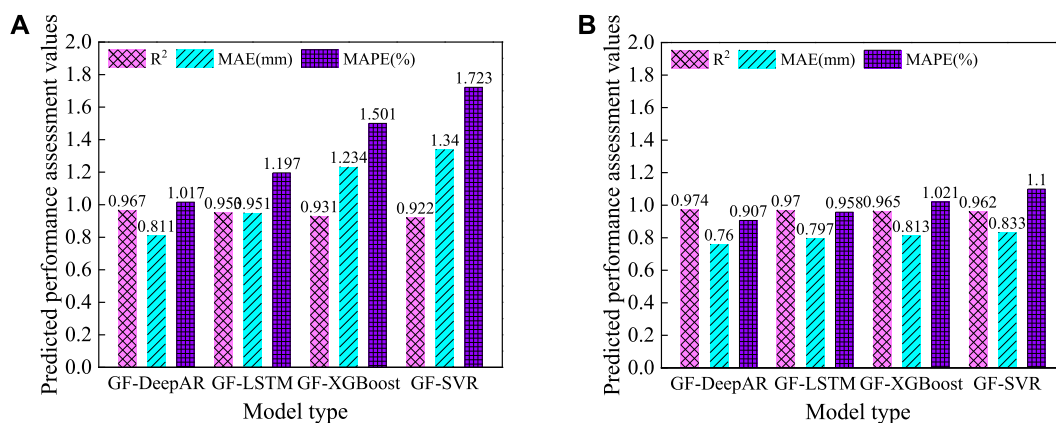 A
Predicted performance assessment values
2.0
1.8
1.6
1.4
1.2
1.0
0.8
0.6
0.4
0.2
0.0
R² MAE(mm) MAPE(%)
0.967 0.811 1.017
0.951 1.197
0.931 1.234 1.501
0.922 1.34 1.723
GF-DeepAR GF-LSTM GF-XGBoost GF-SVR
Model type
B
Predicted performance assessment values
2.0
1.8
1.6
1.4
1.2
1.0
0.8
0.6
0.4
0.2
0.0
R² MAE(mm) MAPE(%)
0.974 0.76 0.907
0.97 0.797 0.958
0.965 0.813 1.021
0.962 0.833 1.1
GF-DeepAR GF-LSTM GF-XGBoost GF-SVR
Model type